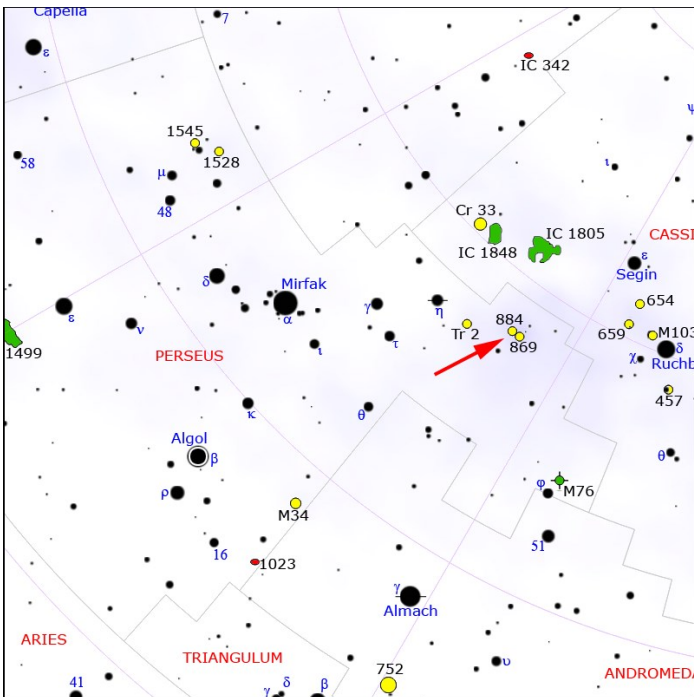 Capella
7
ε
IC 342
ψ
1545
1528
58
μ
ι
48
Cr 33
IC 1805
IC 1848
CASSI
ε
Segin
δ
Mirfak
α
654
ε
γ
η
884
ν
Tr 2
659
M103
869
δ
1499
τ
ι
PERSEUS
χ
Ruchb
457
κ
θ
Algol
β
θ
ρ
φ
M76
M34
16
51
1023
γ
Almach
ARIES
TRIANGULUM
υ
752
ANDROMEDA
41
γ
δ
β